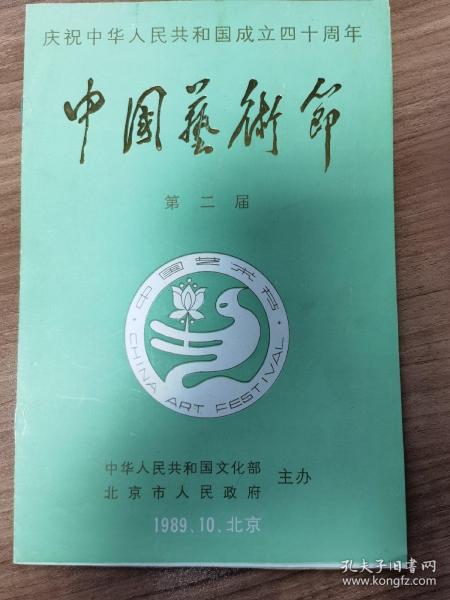 庆祝中华人民共和国成立四十周年
中国藝術節
第二届
·中国艺术节·
CHINA ART FESTIVAL
中华人民共和国文化部
北京市人民政府
主办
1989.10.北京
孔夫子旧书网
www.kongfz.com